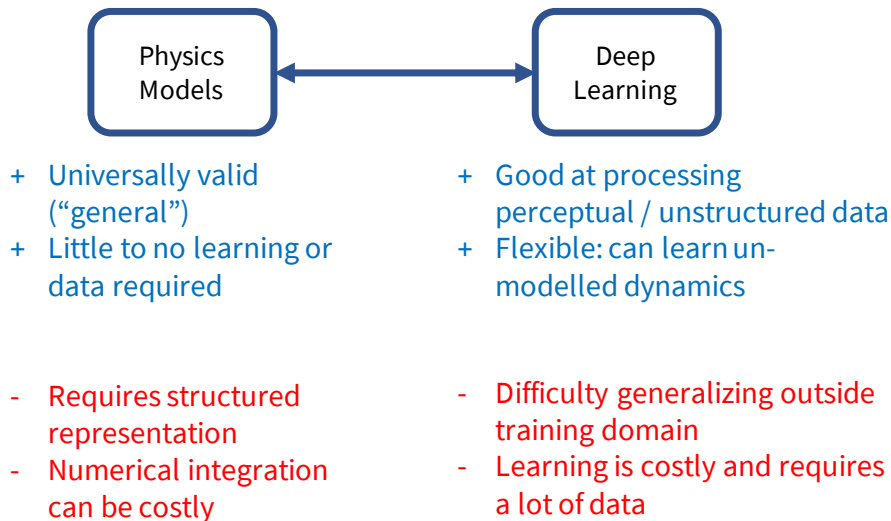 Physics
Models
Deep
Learning
+ Universally valid
("general")
+ Little to no learning or
data required
+ Good at processing
perceptual / unstructured data
+ Flexible: can learn un-
modelled dynamics
- Requires structured
representation
- Numerical integration
can be costly
- Difficulty generalizing outside
training domain
- Learning is costly and requires
a lot of data